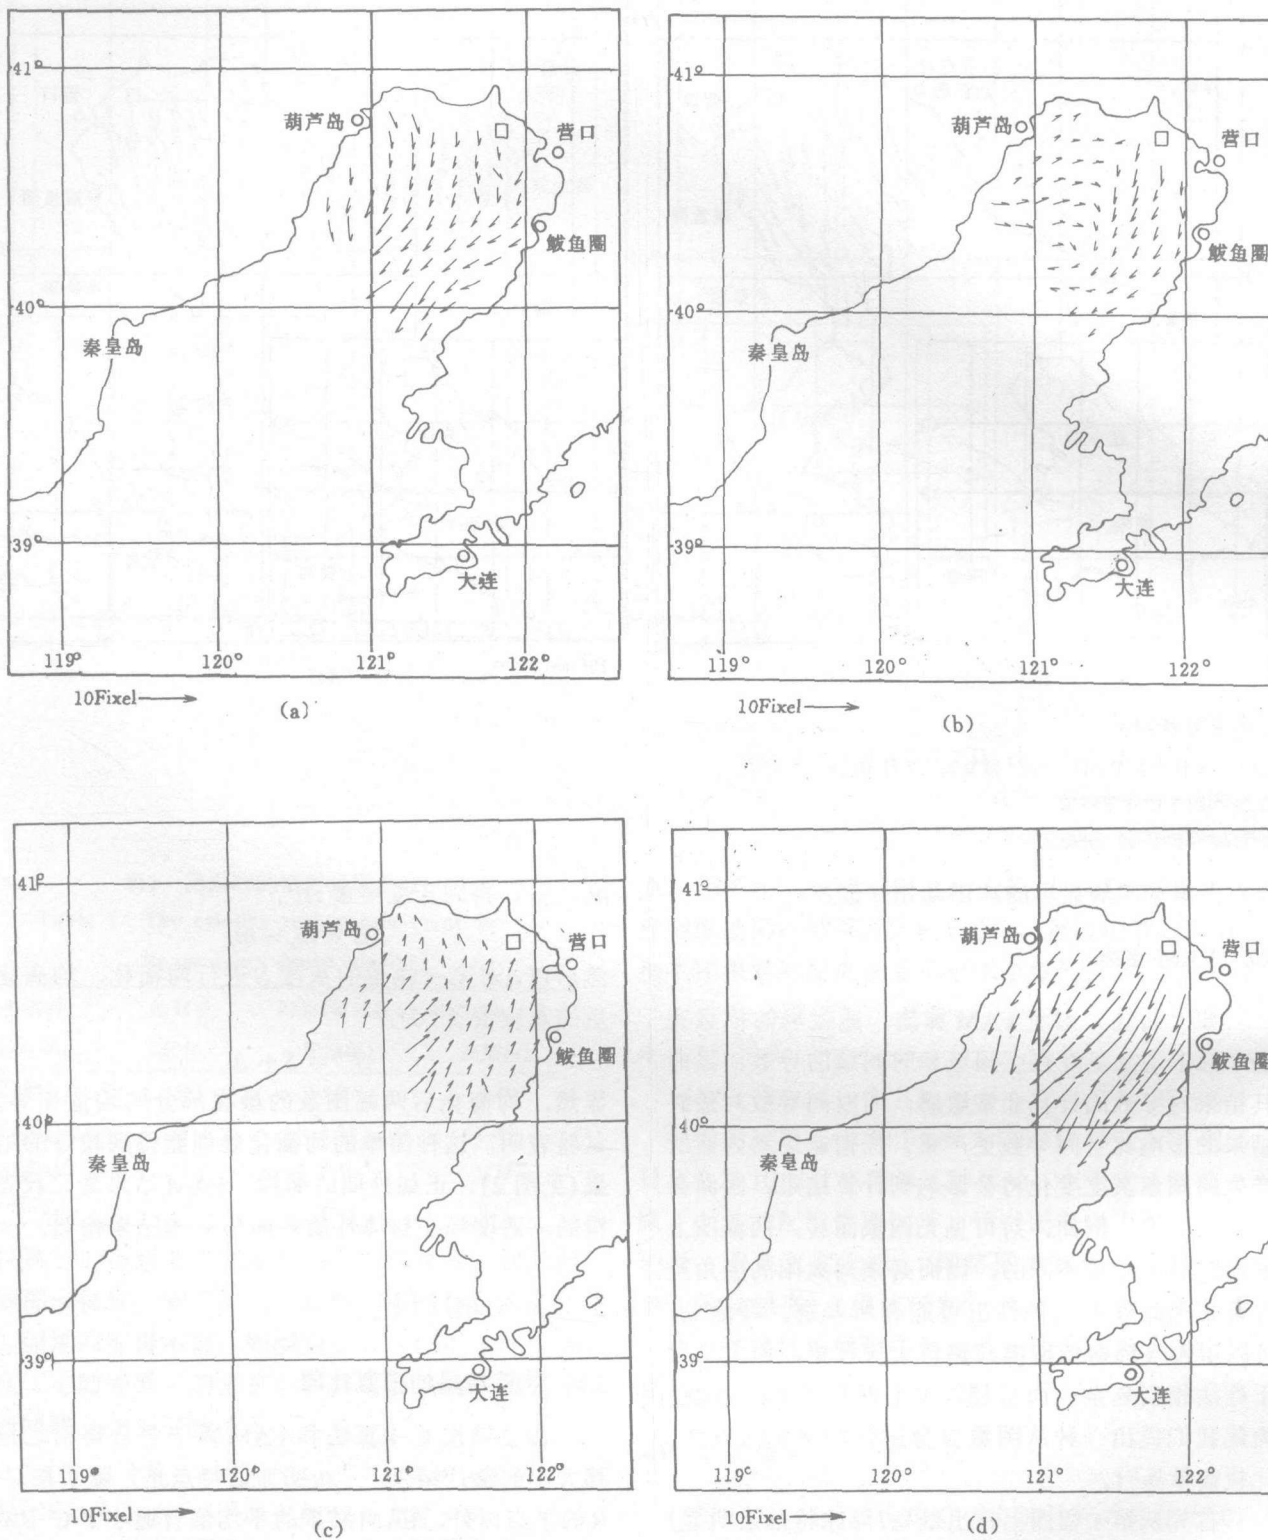 41°
葫芦岛
营口
鲅鱼圈
40°
秦皇岛
39°
大连
119°
120°
121°
122°
10Fixel
(a)
41°
葫芦岛
营口
鲅鱼圈
40°
秦皇岛
39°
大连
119°
120°
121°
122°
10Fixel
(b)
41°
葫芦岛
营口
鲅鱼圈
40°
秦皇岛
39°
大连
119°
120°
121°
122°
10Fixel
(c)
41°
葫芦岛
营口
鲅鱼圈
40°
秦皇岛
39°
大连
119°
120°
121°
122°
10Fixel
(d)